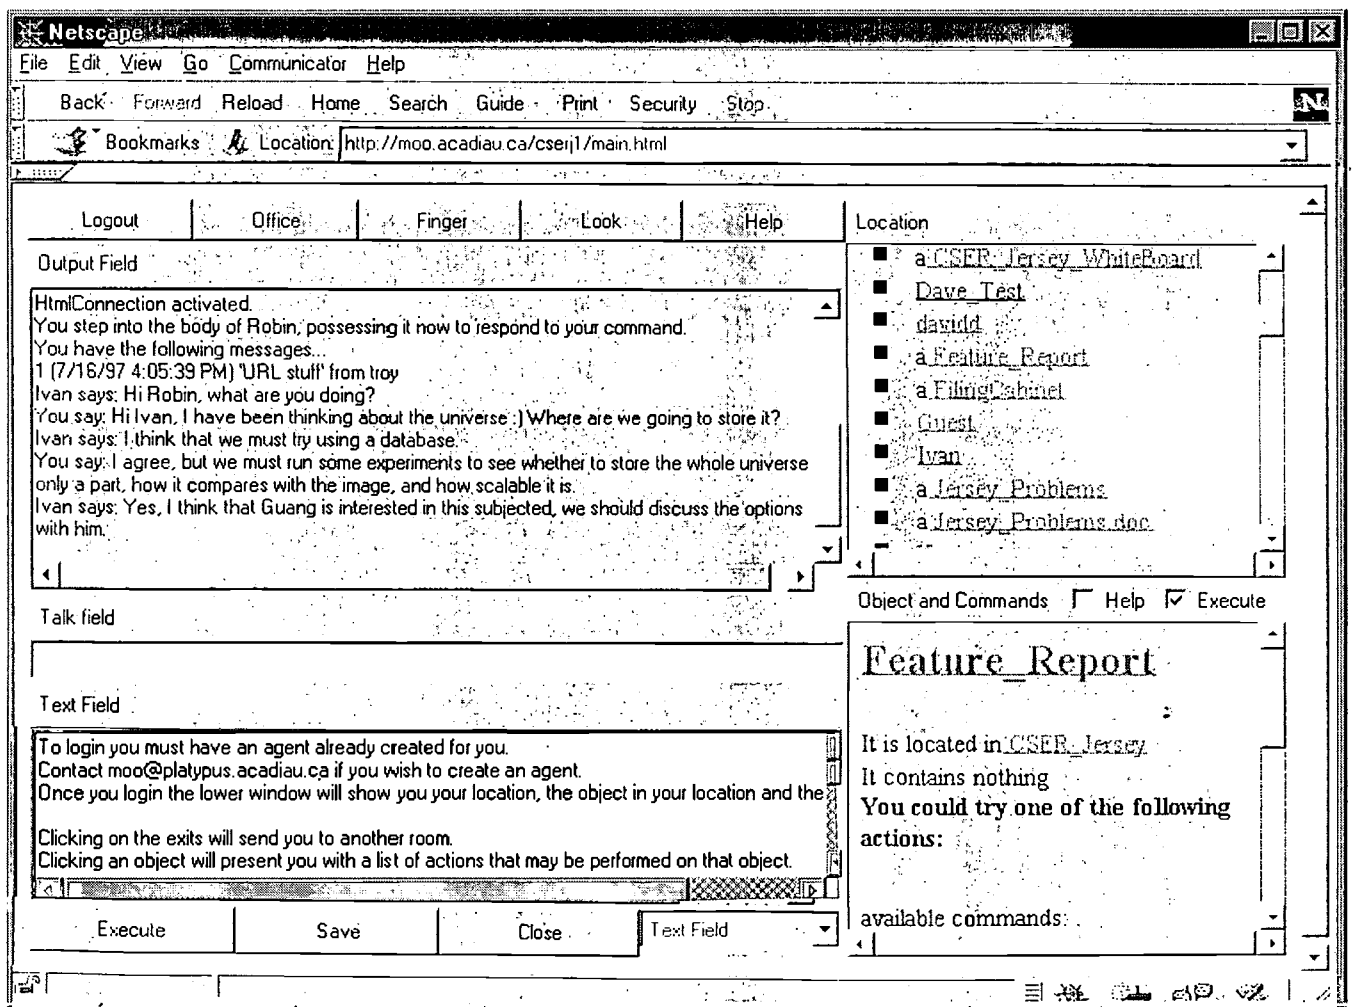 Netscape
File Edit View Go Communicator Help
Back Forward Reload Home Search Guide Print Security Stop
N
Bookmarks Location: http://moo.acadiau.ca/cserj1/main.html
Logout Office Finger Look Help
Output Field
HtmlConnection activated.
You step into the body of Robin, possessing it now to respond to your command.
You have the following messages...
1 (7/16/97 4:05:39 PM) 'URL stuff' from troy
Ivan says: Hi Robin, what are you doing?
You say: Hi Ivan, I have been thinking about the universe :) Where are we going to store it?
Ivan says: I think that we must try using a database.
You say: I agree, but we must run some experiments to see whether to store the whole universe
only a part, how it compares with the image, and how scalable it is.
Ivan says: Yes, I think that Guang is interested in this subjected, we should discuss the options
with him.
Talk field
Text Field
To login you must have an agent already created for you.
Contact moo@platypus.acadiau.ca if you wish to create an agent.
Once you login the lower window will show you your location, the object in your location and the
Clicking on the exits will send you to another room.
Clicking an object will present you with a list of actions that may be performed on that object.
Execute Save Close Text Field
Location
a CSER_Jersey_WhiteBoard
Dave_Test
davidd
a Feature_Report
a FilingCabinet
Guest
Ivan
a Jersey_Problems
a Jersey_Problems.doc
Object and Commands Help Execute
Feature_Report
It is located in CSER_Jersey
It contains nothing
You could try one of the following
actions:
available commands: